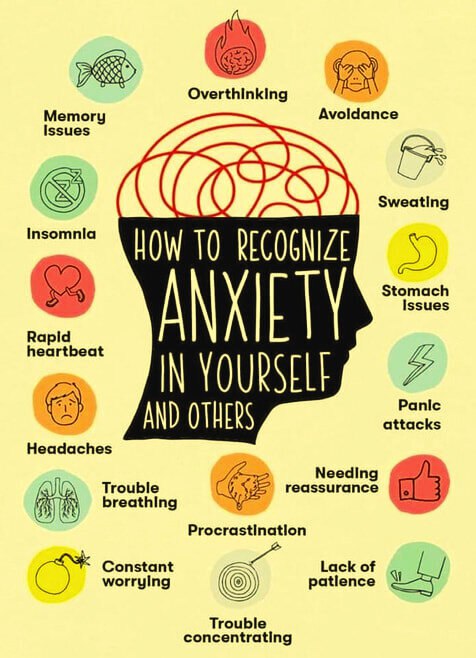 Overthinking
Avoidance
Memory
Issues
Sweating
Insomnia
HOW TO RECOGNIZE
ANXIETY
IN YOURSELF
AND OTHERS
Stomach
Issues
Rapid
heartbeat
Panic
attacks
Headaches
Trouble
breathing
Needing
reassurance
Procrastination
Constant
worrying
Lack of
patience
Trouble
concentrating